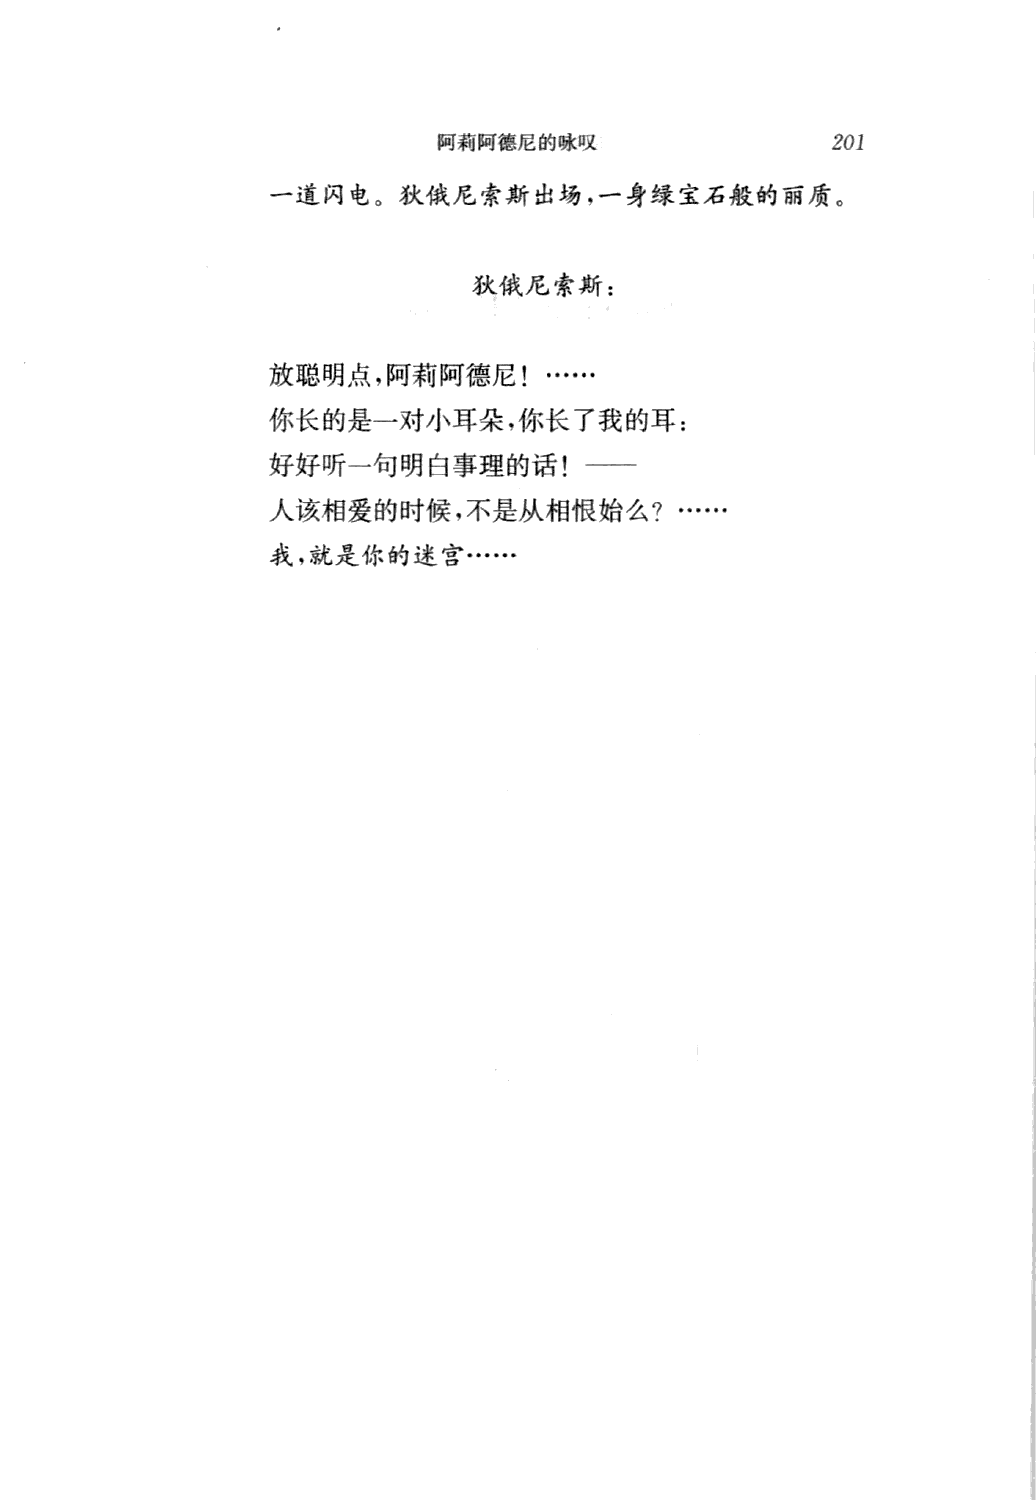 阿莉阿德尼的咏叹 201
一道闪电。狄俄尼索斯出场,一身绿宝石般的丽质。
狄俄尼索斯:
放聪明点,阿莉阿德尼!……
你长的是一对小耳朵,你长了我的耳:
好好听一句明白事理的话!——
人该相爱的时候,不是从相恨始么?……
我,就是你的迷宫……